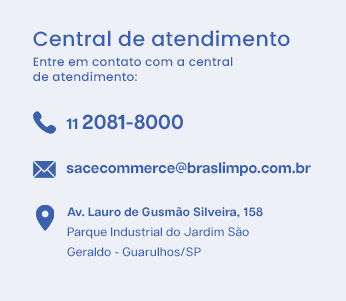 Central de atendimento
Entre em contato com a central
de atendimento:
11 2081-8000
sacecommerce@braslimpo.com.br
Av. Lauro de Gusmão Silveira, 158
Parque Industrial do Jardim São
Geraldo - Guarulhos/SP